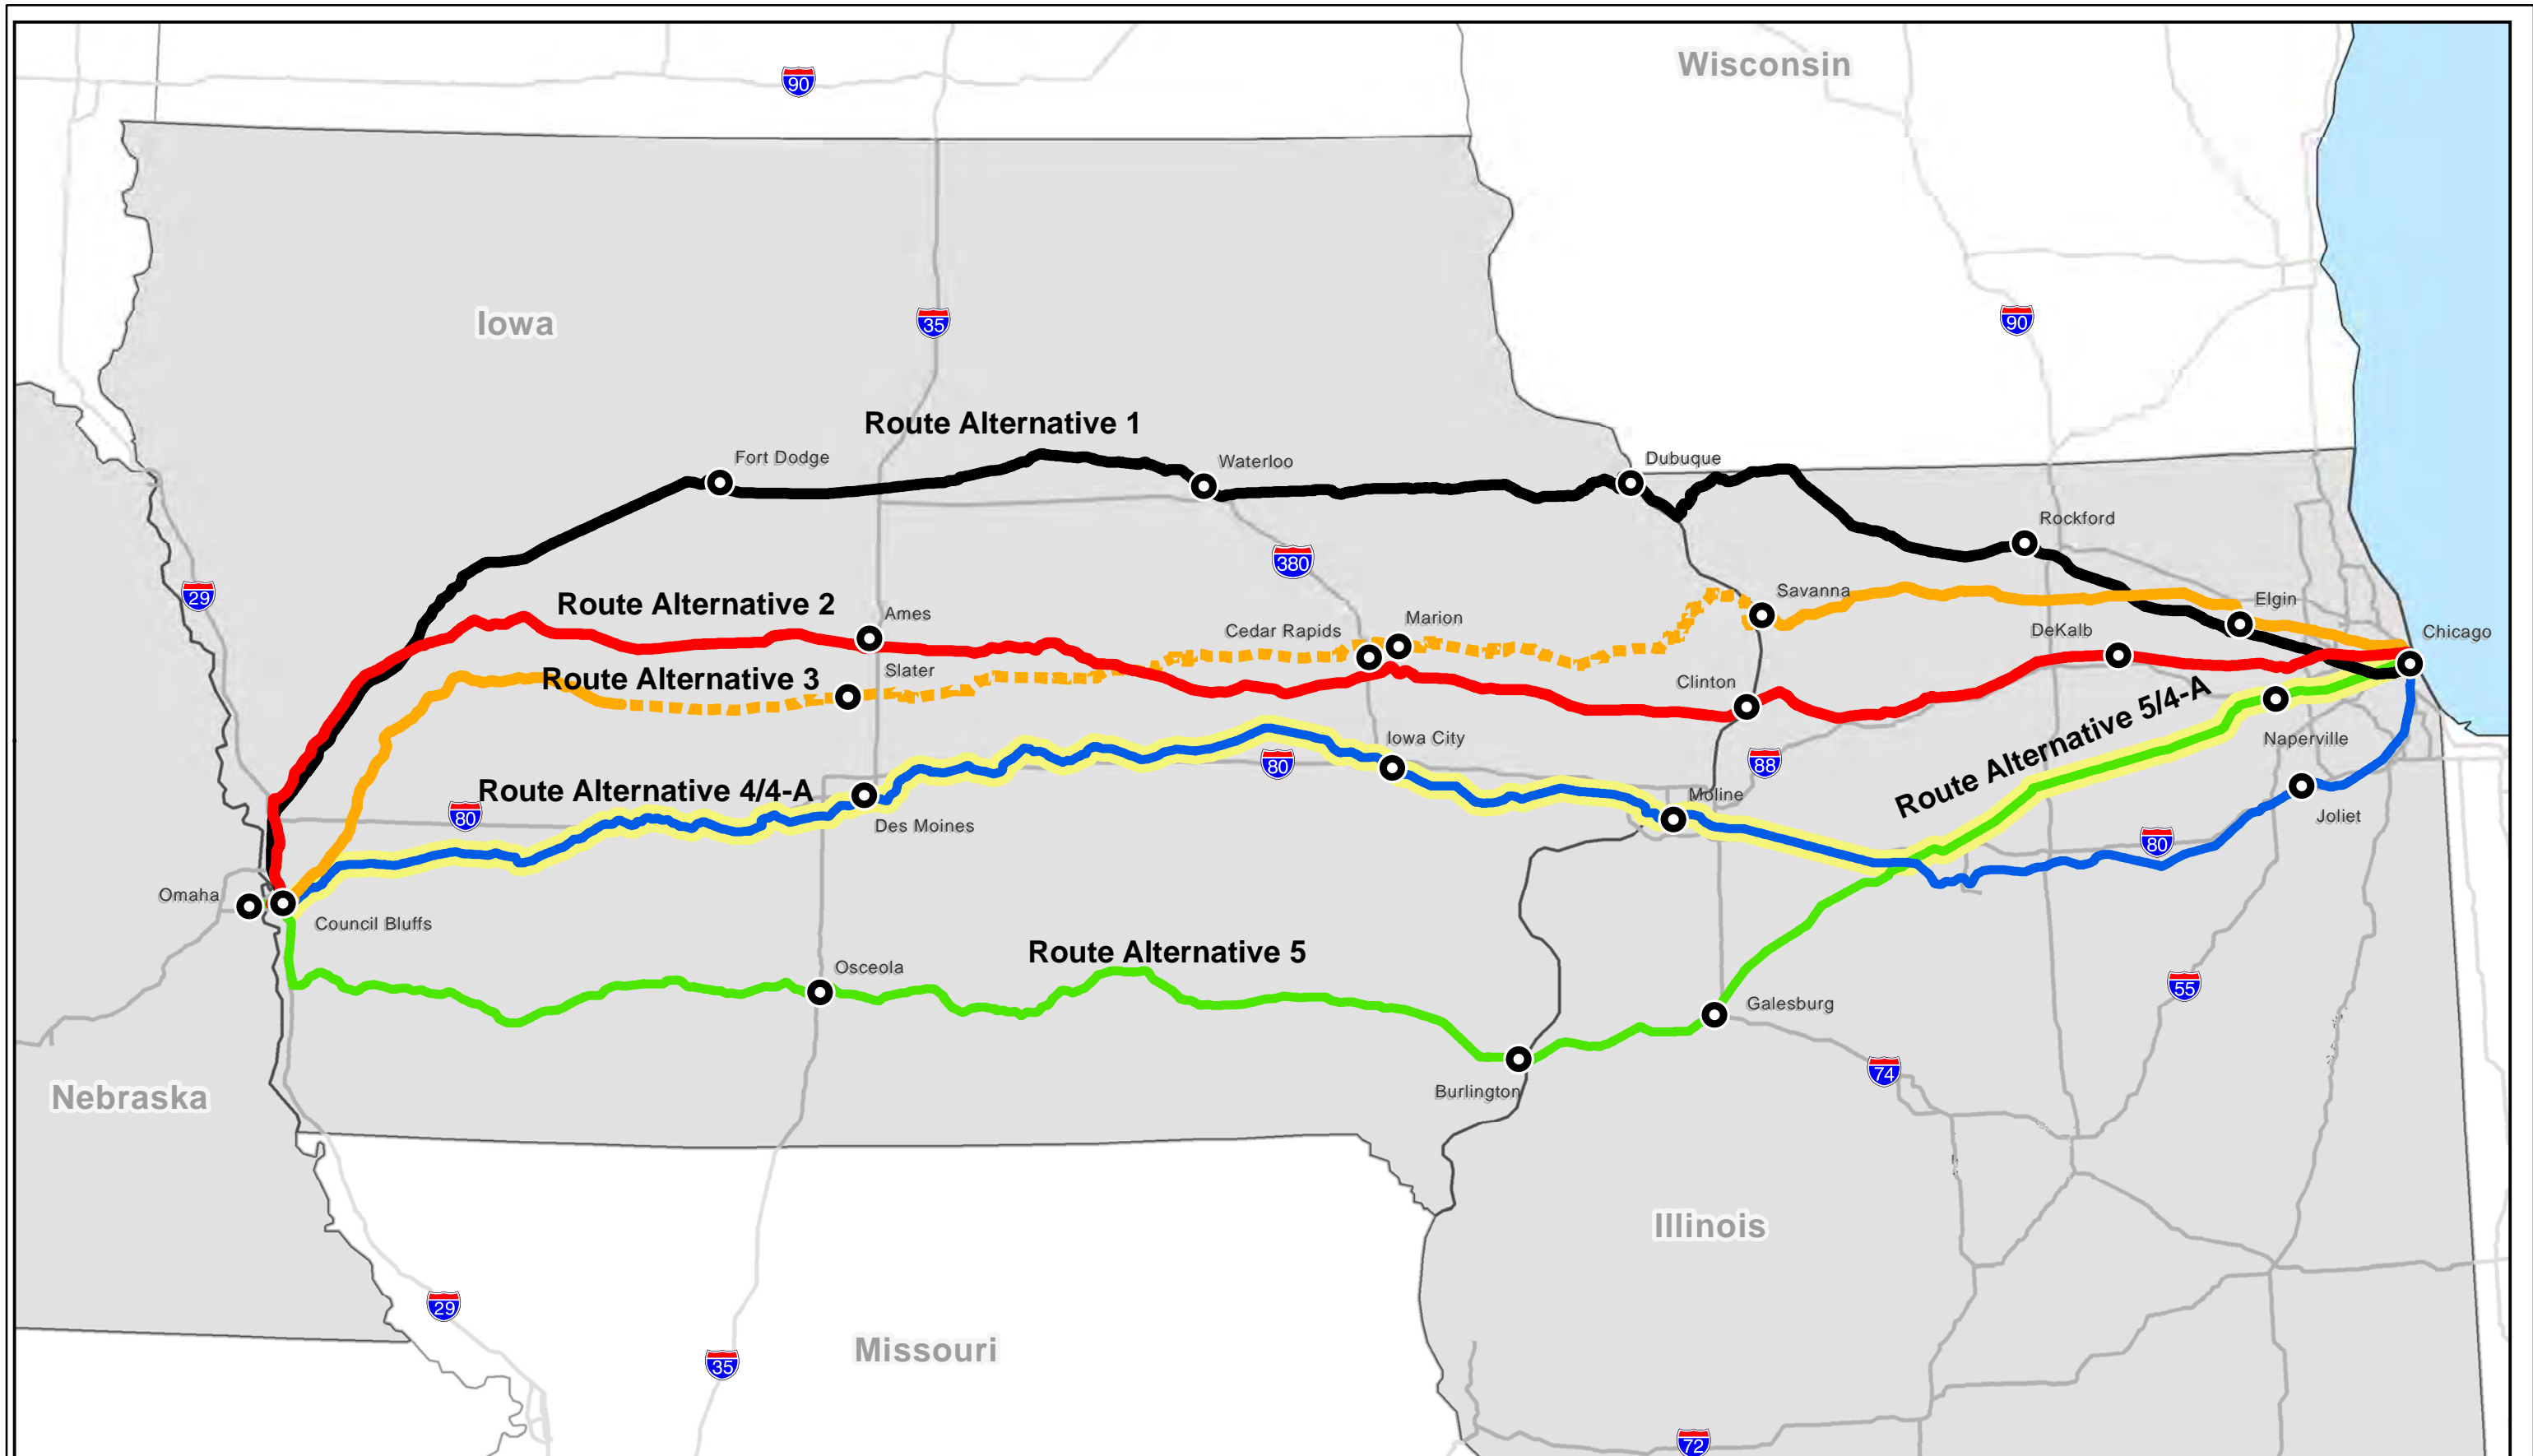 Wisconsin
90
Iowa
35
90
Route Alternative 1
Fort Dodge
Waterloo
Dubuque
Rockford
380
29
Savanna
Elgin
Route Alternative 2
Ames
Marion
Cedar Rapids
DeKalb
Chicago
Route Alternative 3
Slater
Clinton
Route Alternative 5/4-A
Iowa City
Naperville
80
88
Route Alternative 4/4-A
80
Moline
Des Moines
Joliet
80
Omaha
Council Bluffs
Route Alternative 5
Osceola
55
Galesburg
74
Burlington
Nebraska
Illinois
29
Missouri
35
72